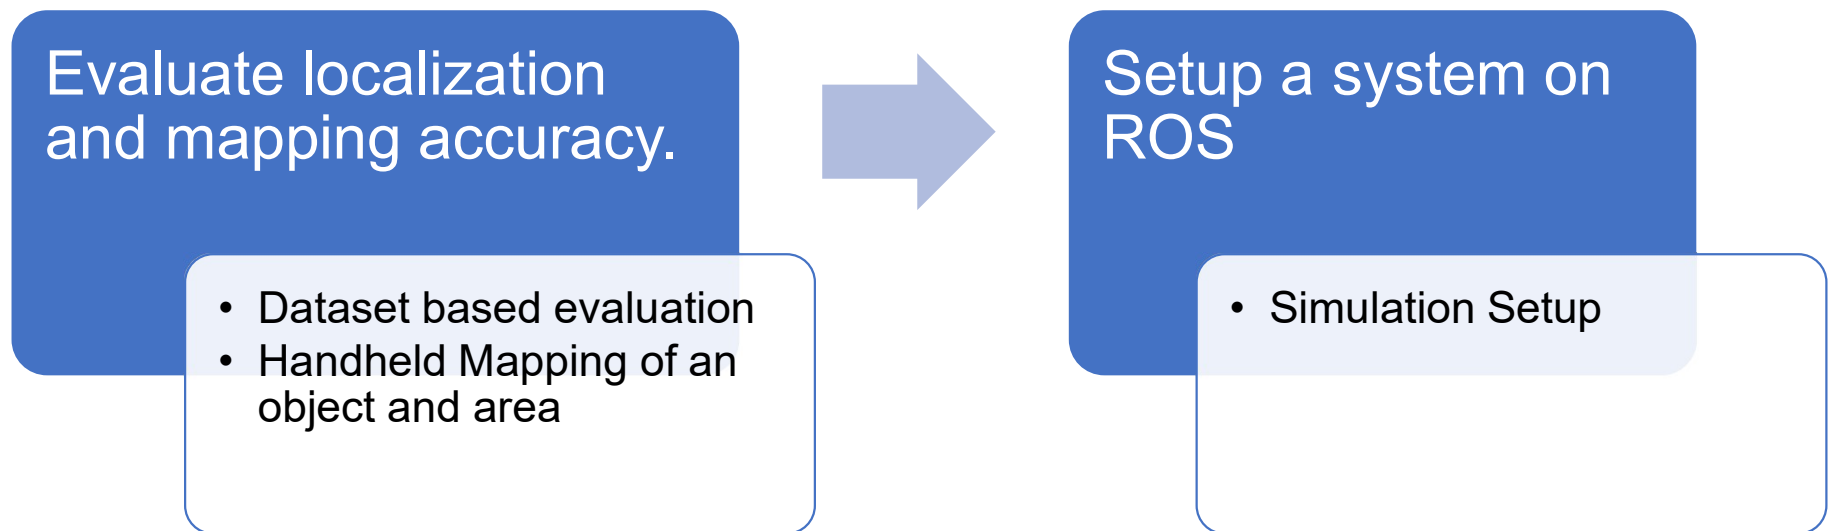 Evaluate localization
and mapping accuracy.
• Dataset based evaluation
• Handheld Mapping of an
object and area
Setup a system on
ROS
• Simulation Setup